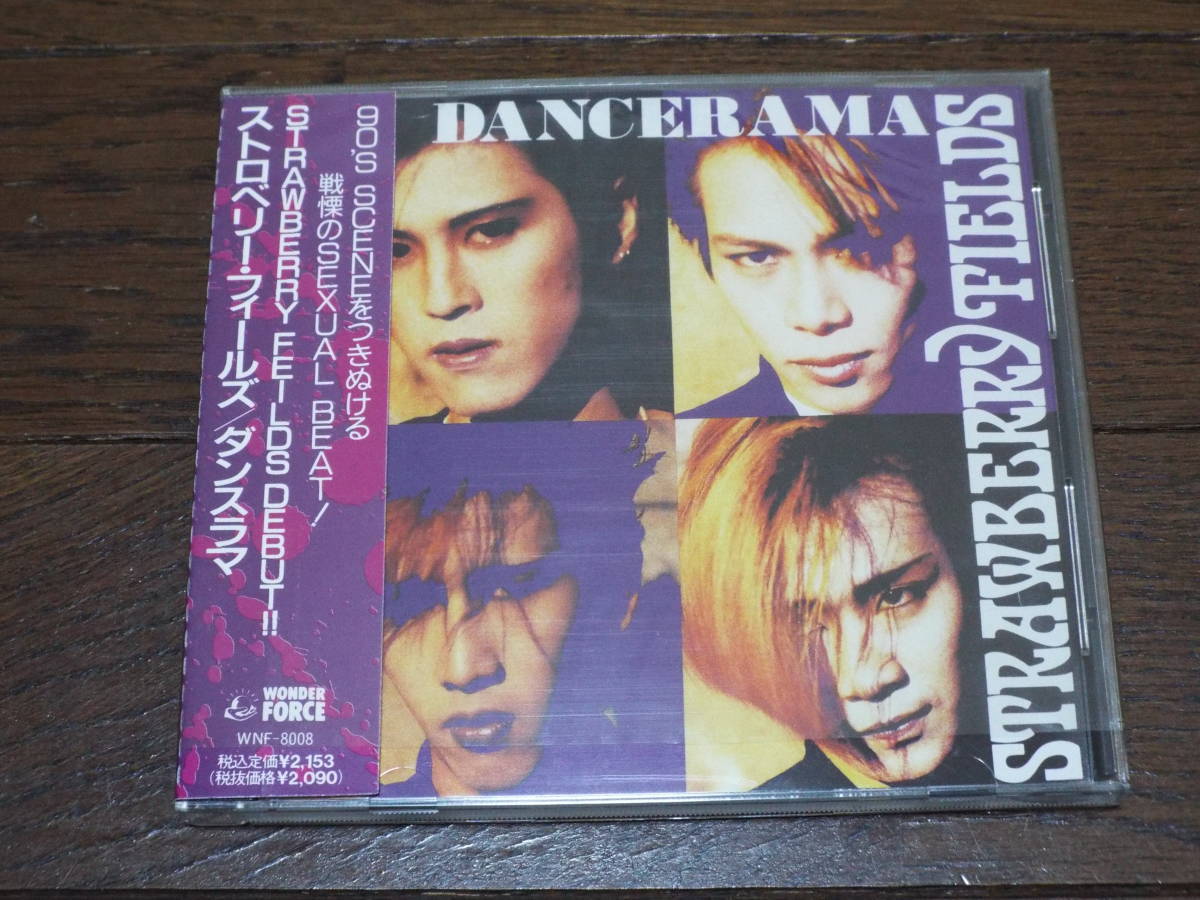 90'S SCENEをつきぬける
戦慄のSEXUAL BEAT!
STRAWBERRY FEILDS DEBUT!!
ストロベリー・フィールズ/ダンスラマ
WONDER
FORCE
WNF-8008
税込定価¥2,153
(税抜価格¥2,090)
DANCERAMA
STRAWBERRY FIELDS